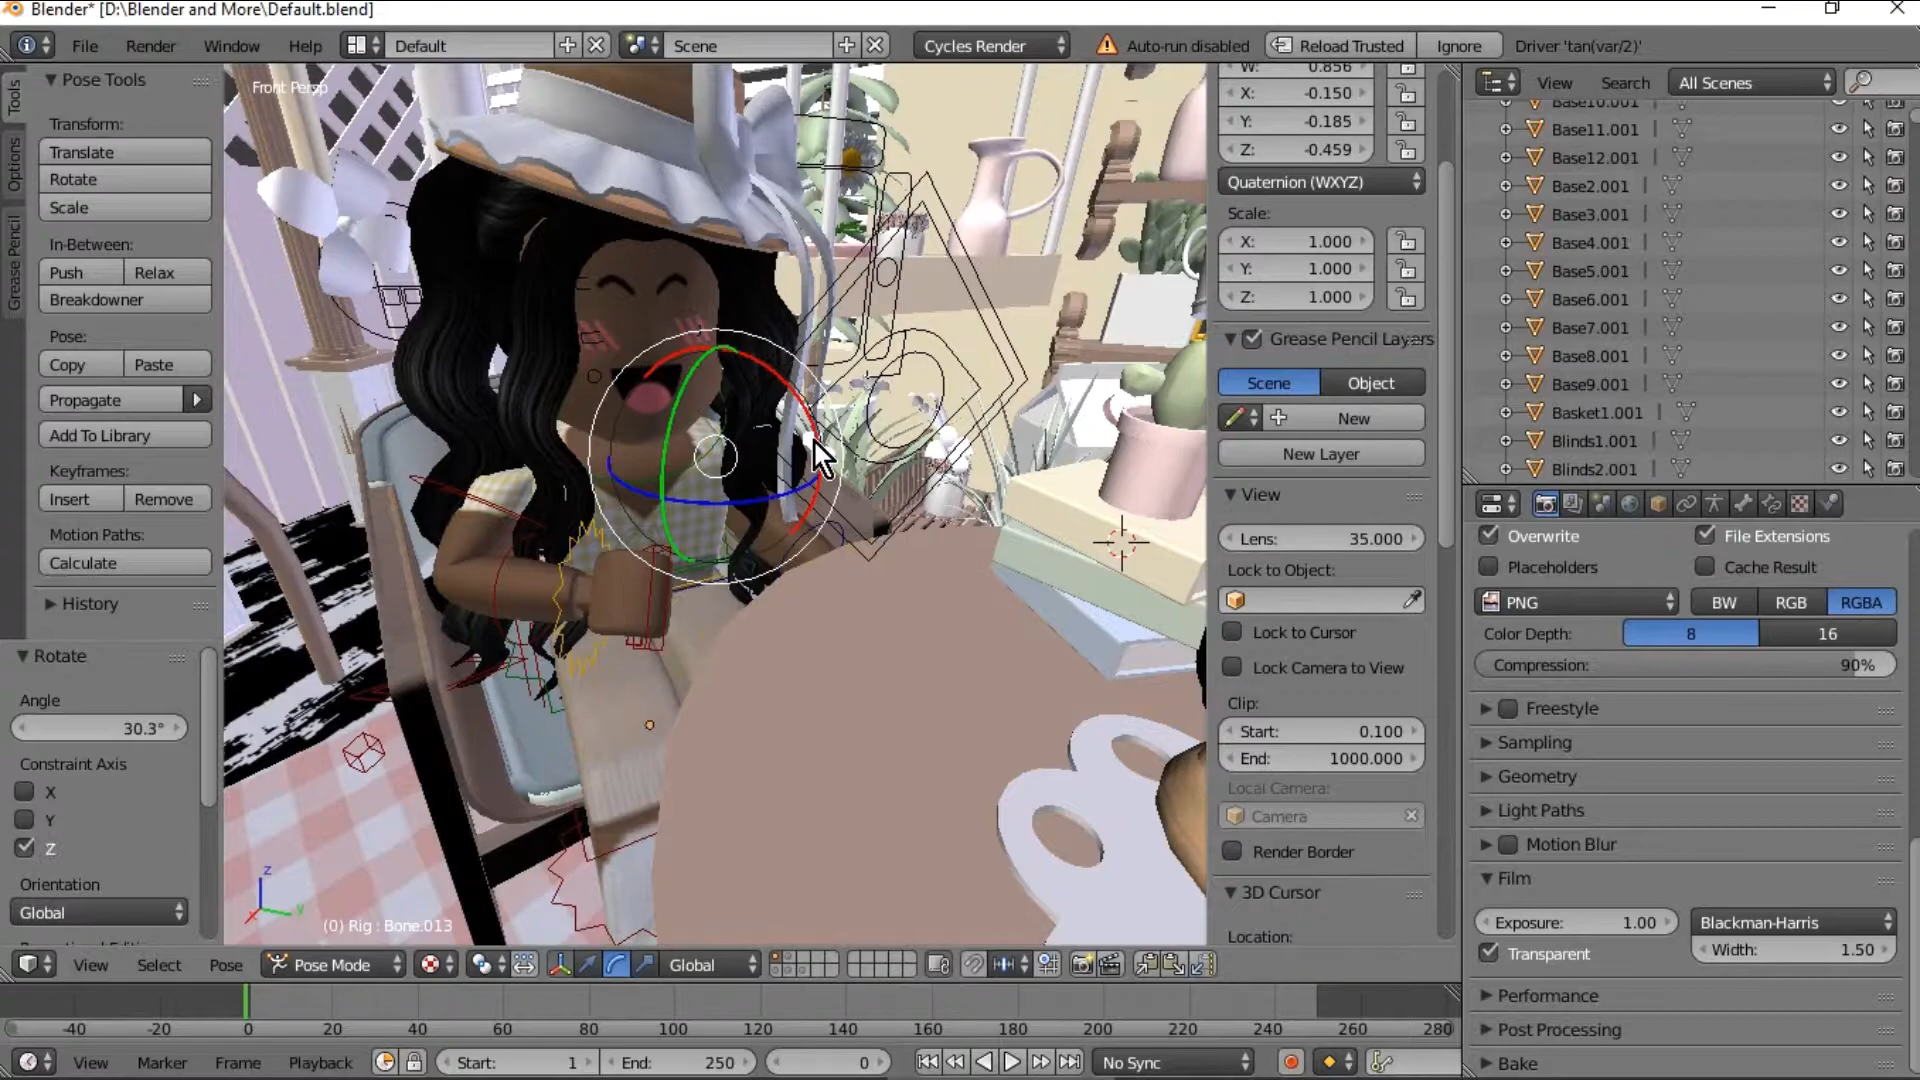 Blender* [D:\Blender and More\Default.blend]
File Render Window Help Default Scene Cycles Render Auto-run disabled Reload Trusted Ignore Driver 'tan(var/2)'
Tools
Options
Grease Pencil
Pose Tools
Transform:
Translate
Rotate
Scale
In-Between:
Push Relax
Breakdowner
Pose:
Copy Paste
Propagate
Add To Library
Keyframes:
Insert Remove
Motion Paths:
Calculate
History
Rotate
Angle
30.3°
Constraint Axis
X
Y
Z
Orientation
Global
Front Persp
z
x
y
(0) Rig : Bone.013
W: 0.856
X: -0.150
Y: -0.185
Z: -0.459
Quaternion (WXYZ)
Scale:
X: 1.000
Y: 1.000
Z: 1.000
Grease Pencil Layers
Scene Object
New
New Layer
View
Lens: 35.000
Lock to Object:
Lock to Cursor
Lock Camera to View
Clip:
Start: 0.100
End: 1000.000
Local Camera:
Camera
Render Border
3D Cursor
Location:
View Search All Scenes
Base10.001
Base11.001
Base12.001
Base2.001
Base3.001
Base4.001
Base5.001
Base6.001
Base7.001
Base8.001
Base9.001
Basket1.001
Blinds1.001
Blinds2.001
Overwrite File Extensions
Placeholders Cache Result
PNG BW RGB RGBA
Color Depth: 8 16
Compression: 90%
Freestyle
Sampling
Geometry
Light Paths
Motion Blur
Film
Exposure: 1.00 Blackman-Harris
Transparent Width: 1.50
Performance
Post Processing
Bake
View Select Pose Pose Mode Global
-40 -20 0 20 40 60 80 100 120 140 160 180 200 220 240 260 280
View Marker Frame Playback Start: 1 End: 250 0 No Sync